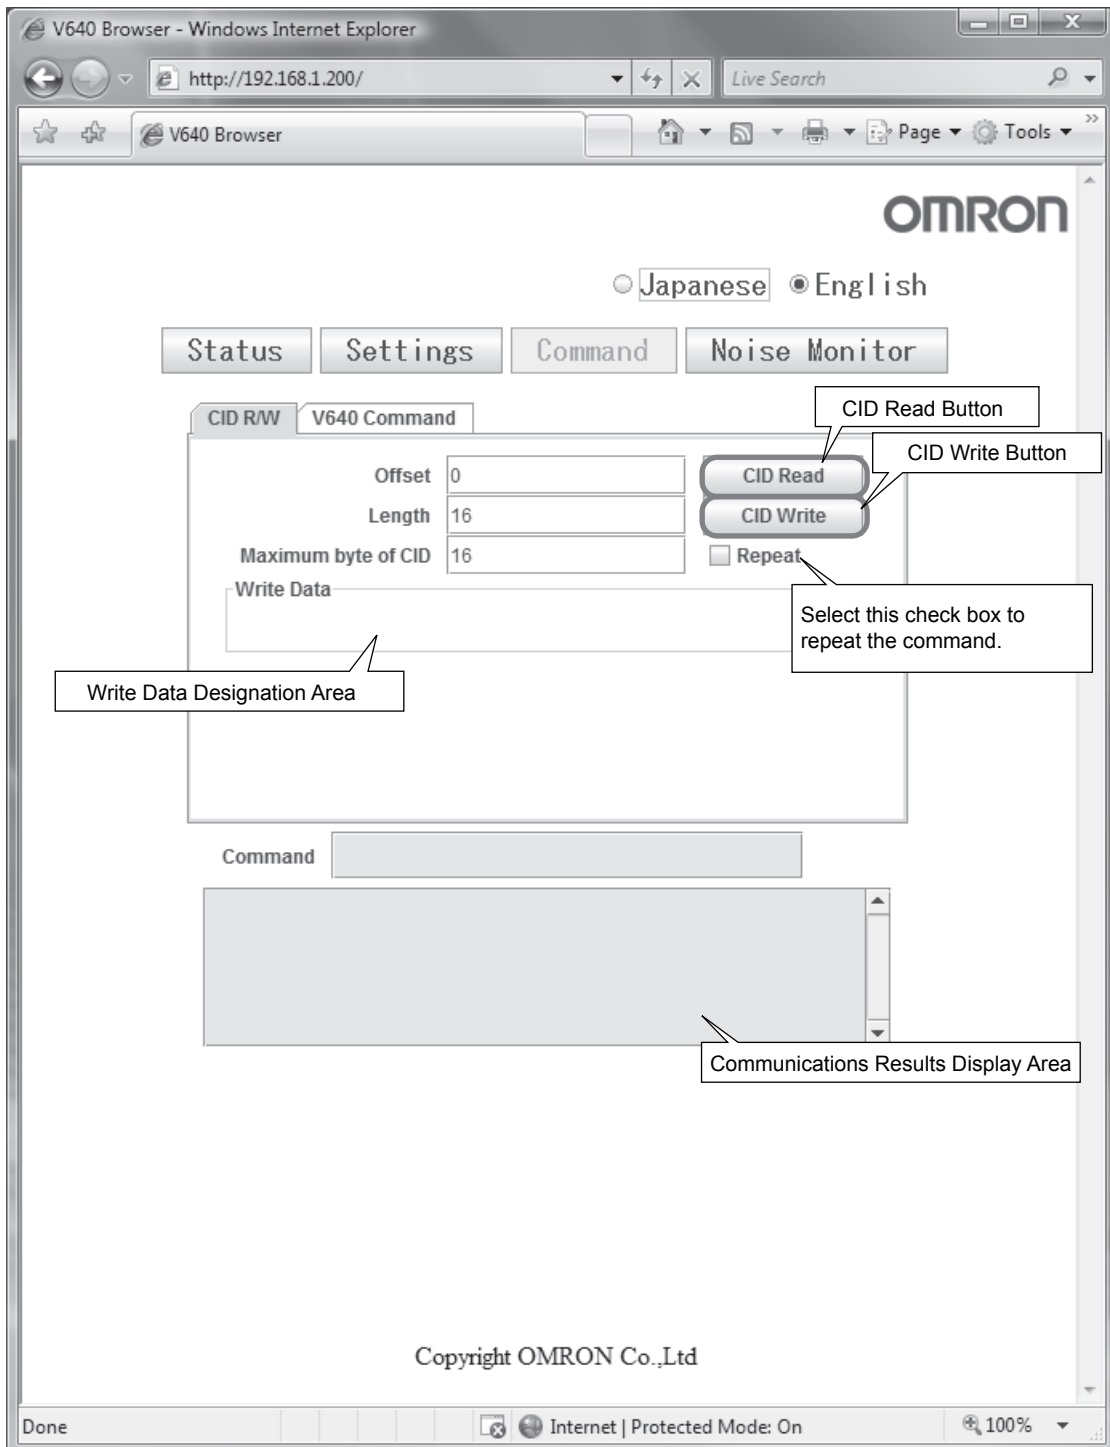 V640 Browser - Windows Internet Explorer
http://192.168.1.200/
Live Search
V640 Browser
Page
Tools
OMRON
Japanese English
Status Settings Command Noise Monitor
CID R/W V640 Command
CID Read Button
CID Write Button
Offset 0 CID Read
Length 16 CID Write
Maximum byte of CID 16 Repeat
Write Data
Select this check box to
repeat the command.
Write Data Designation Area
Command
Communications Results Display Area
Copyright OMRON Co.,Ltd
Done Internet | Protected Mode: On 100%